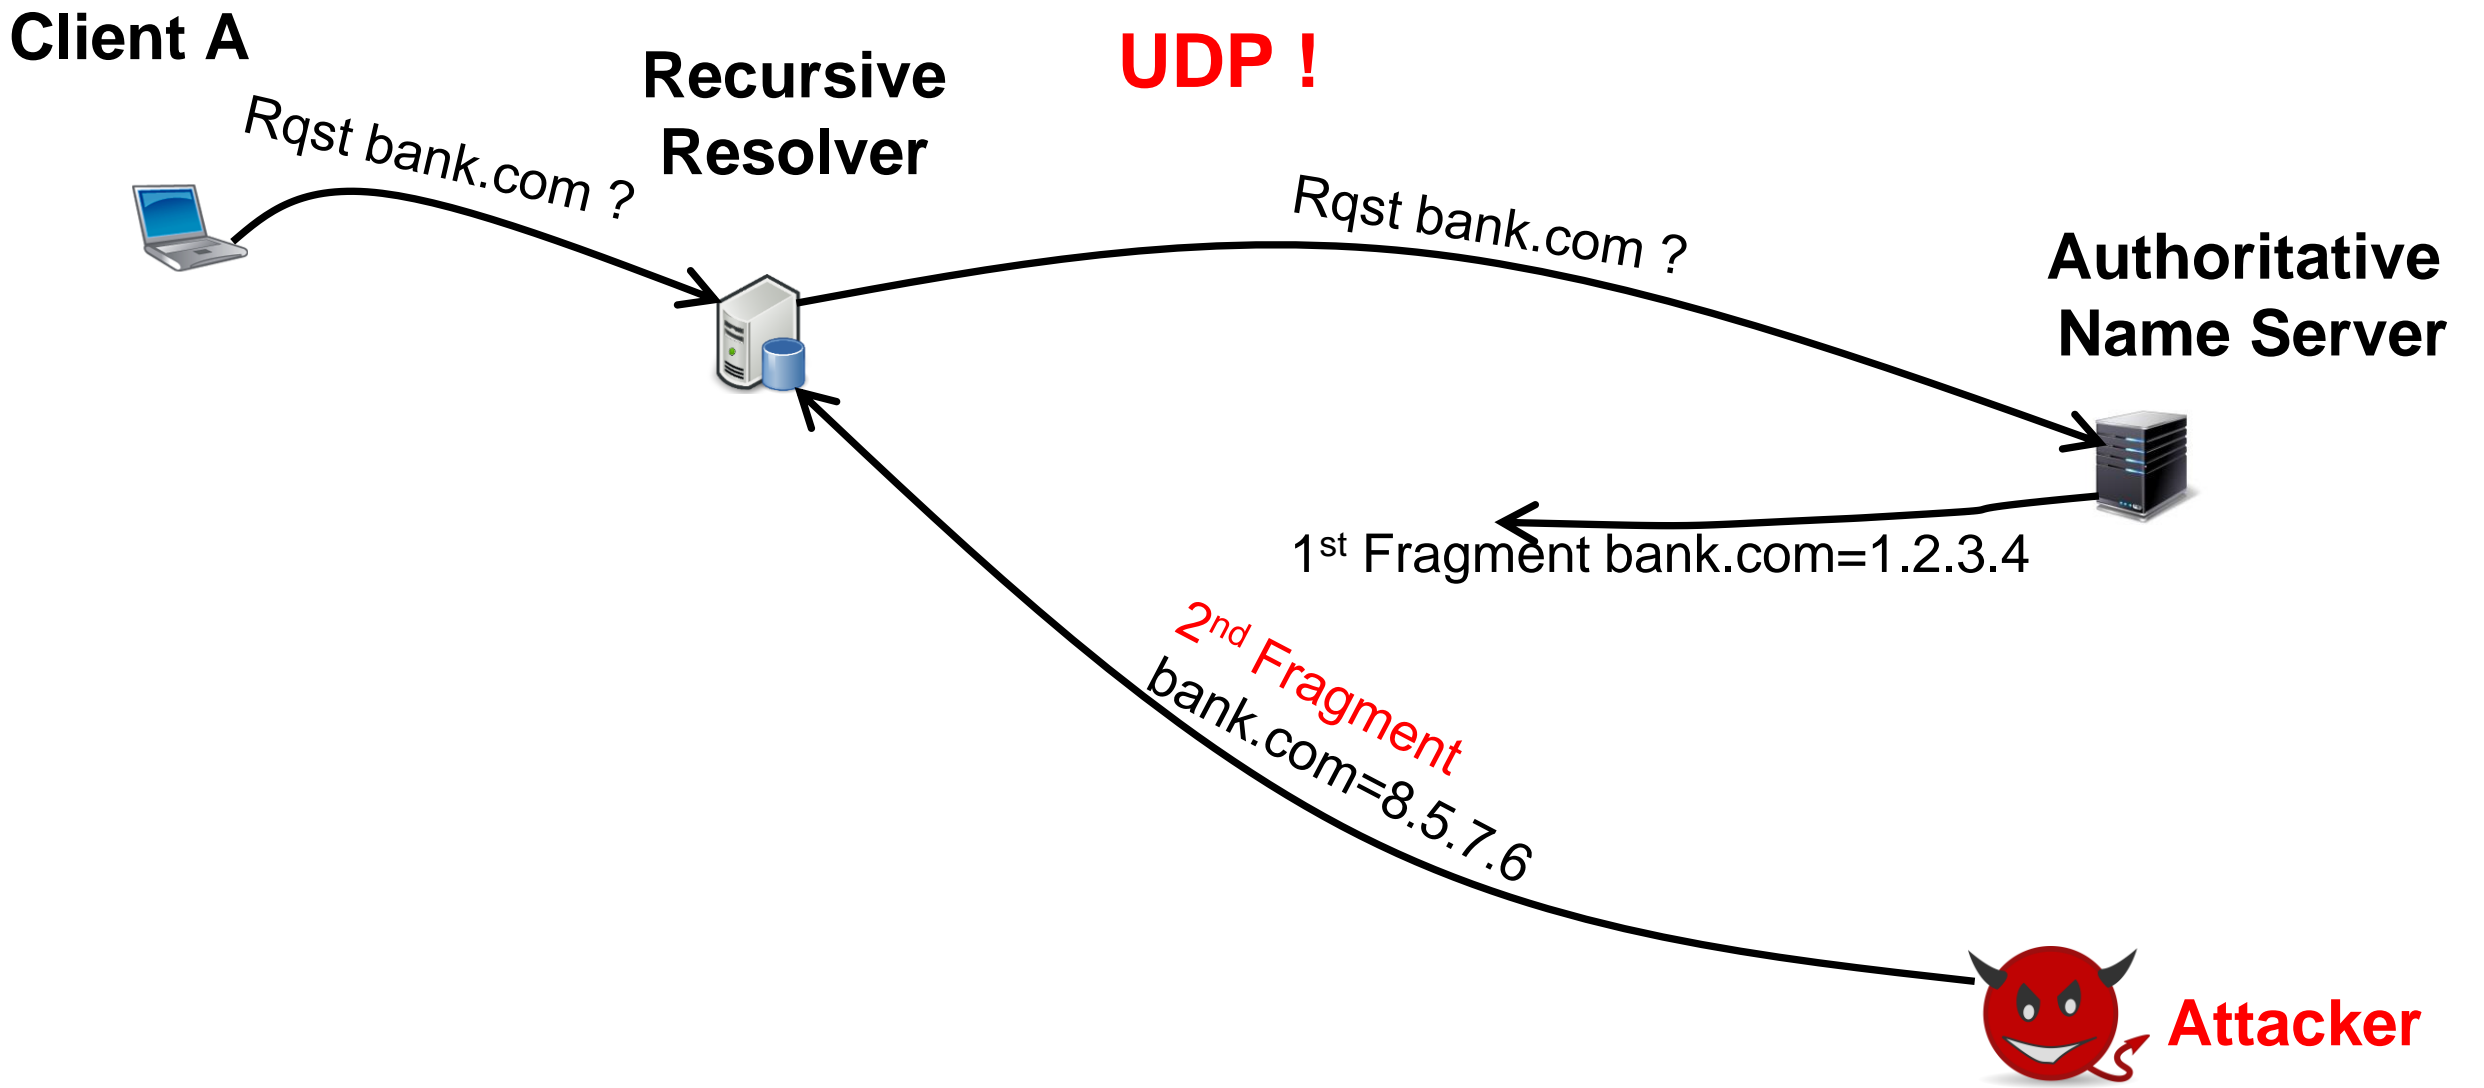 Client A
Recursive
Resolver
UDP !
Rqst bank.com ?
Rqst bank.com ?
Authoritative
Name Server
1st Fragment bank.com=1.2.3.4
2nd Fragment
bank.com=8.5.7.6
Attacker